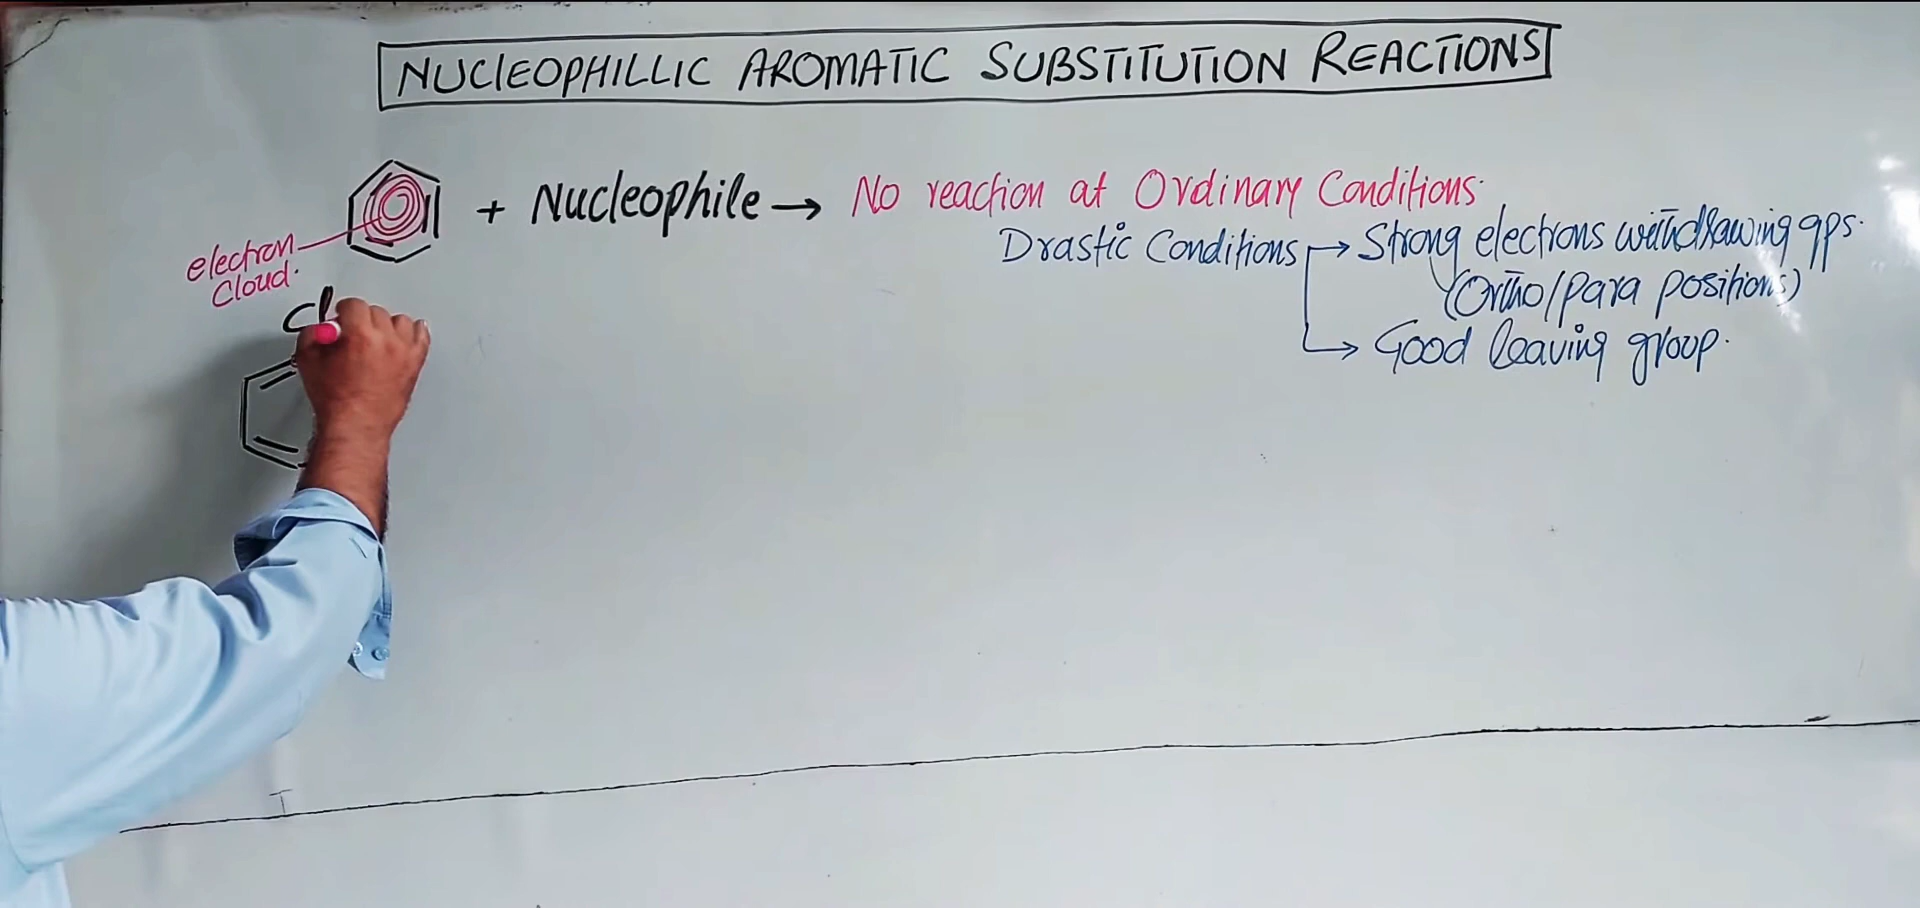 NUCLEOPHILLIC AROMATIC SUBSTITUTION REACTIONS
+ Nucleophile → No reaction at Ordinary Conditions.
electron cloud.
Drastic Conditions → Strong electrons withdrawing gps.
(Ortho/para positions)
→ Good leaving group.
Cl